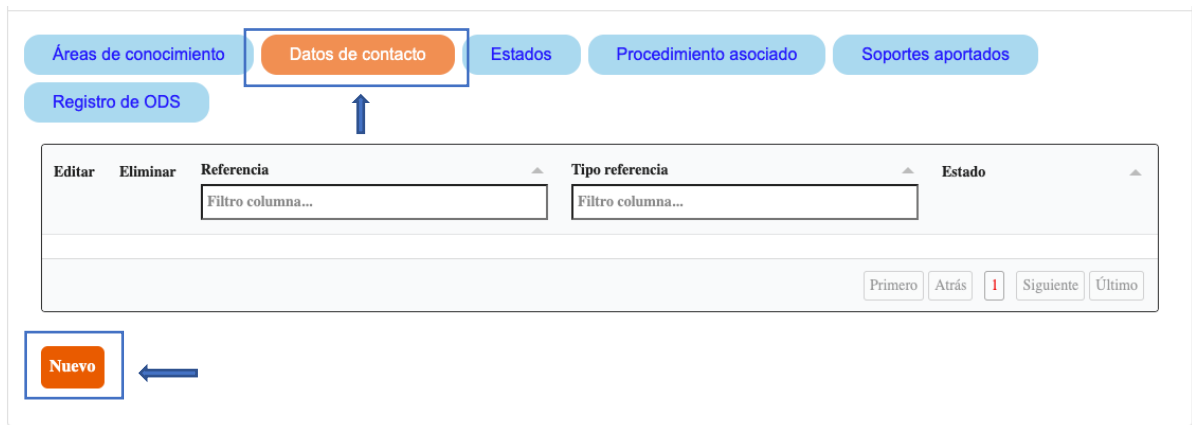 Áreas de conocimiento Datos de contacto Estados Procedimiento asociado Soportes aportados
Registro de ODS
Editar Eliminar Referencia Tipo referencia Estado
Filtro columna... Filtro columna...
Primero Atrás 1 Siguiente Último
Nuevo